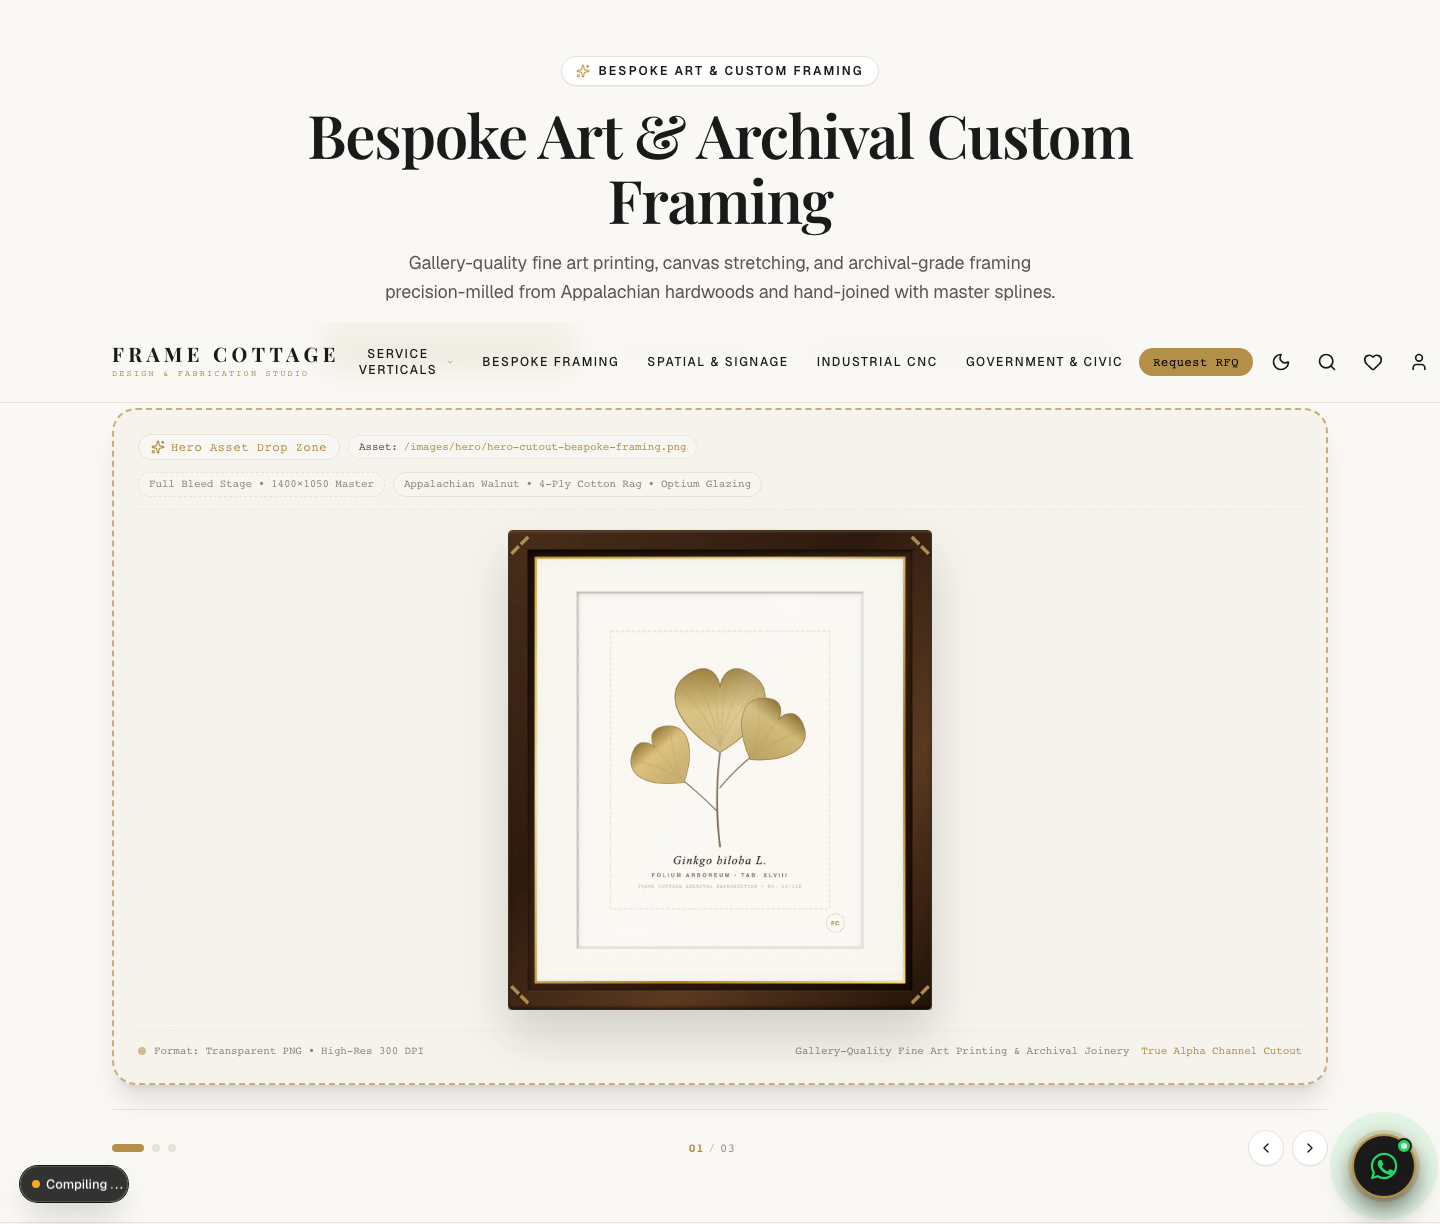 BESPOKE ART & CUSTOM FRAMING
Bespoke Art & Archival Custom
Framing
Gallery-quality fine art printing, canvas stretching, and archival-grade framing
precision-milled from Appalachian hardwoods and hand-joined with master splines.
FRAME COTTAGE
DESIGN & FABRICATION STUDIO
SERVICE
VERTICALS
BESPOKE FRAMING
SPATIAL & SIGNAGE
INDUSTRIAL CNC
GOVERNMENT & CIVIC
Request RFQ
Hero Asset Drop Zone
Asset: /images/hero/hero-cutout-bespoke-framing.png
Full Bleed Stage • 1400×1050 Master
Appalachian Walnut • 4-Ply Cotton Rag • Optium Glazing
Ginkgo biloba L.
FOLIUM ARBOREUM · TAB. XLVIII
FRAME COTTAGE ARCHIVAL REPRODUCTION · NO.
FC
Format: Transparent PNG • High-Res 300 DPI
Gallery-Quality Fine Art Printing & Archival Joinery
True Alpha Channel Cutout
01 / 03
Compiling ...